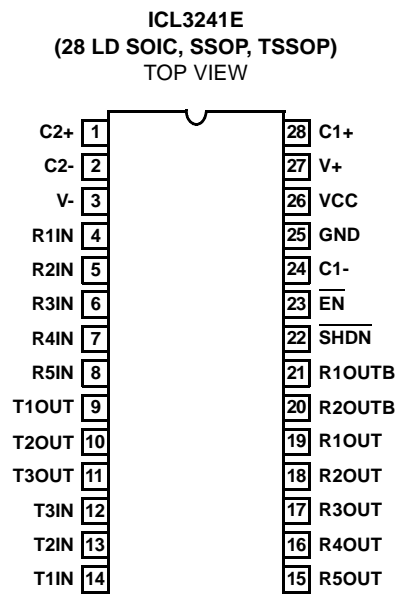 ICL3241E
(28 LD SOIC, SSOP, TSSOP)
TOP VIEW
C2+ 1 28 C1+
C2- 2 27 V+
V- 3 26 VCC
R1IN 4 25 GND
R2IN 5 24 C1-
R3IN 6 23 EN
R4IN 7 22 SHDN
R5IN 8 21 R1OUTB
T1OUT 9 20 R2OUTB
T2OUT 10 19 R1OUT
T3OUT 11 18 R2OUT
T3IN 12 17 R3OUT
T2IN 13 16 R4OUT
T1IN 14 15 R5OUT